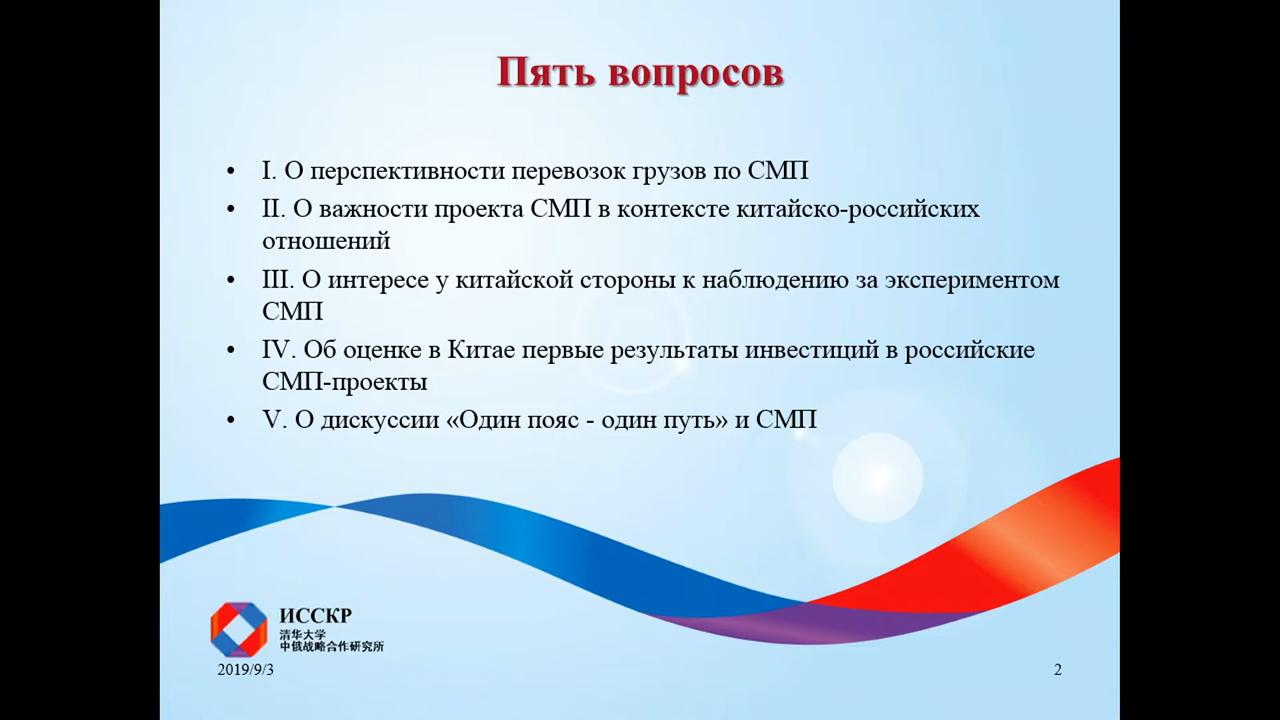 Пять вопросов
• I. О перспективности перевозок грузов по СМП
• II. О важности проекта СМП в контексте китайско-российских
отношений
• III. О интересе у китайской стороны к наблюдению за экспериментом
СМП
• IV. Об оценке в Китае первые результаты инвестиций в российские
СМП-проекты
• V. О дискуссии «Один пояс - один путь» и СМП
ИССКР
清华大学
中俄战略合作研究所
2019/9/3
2